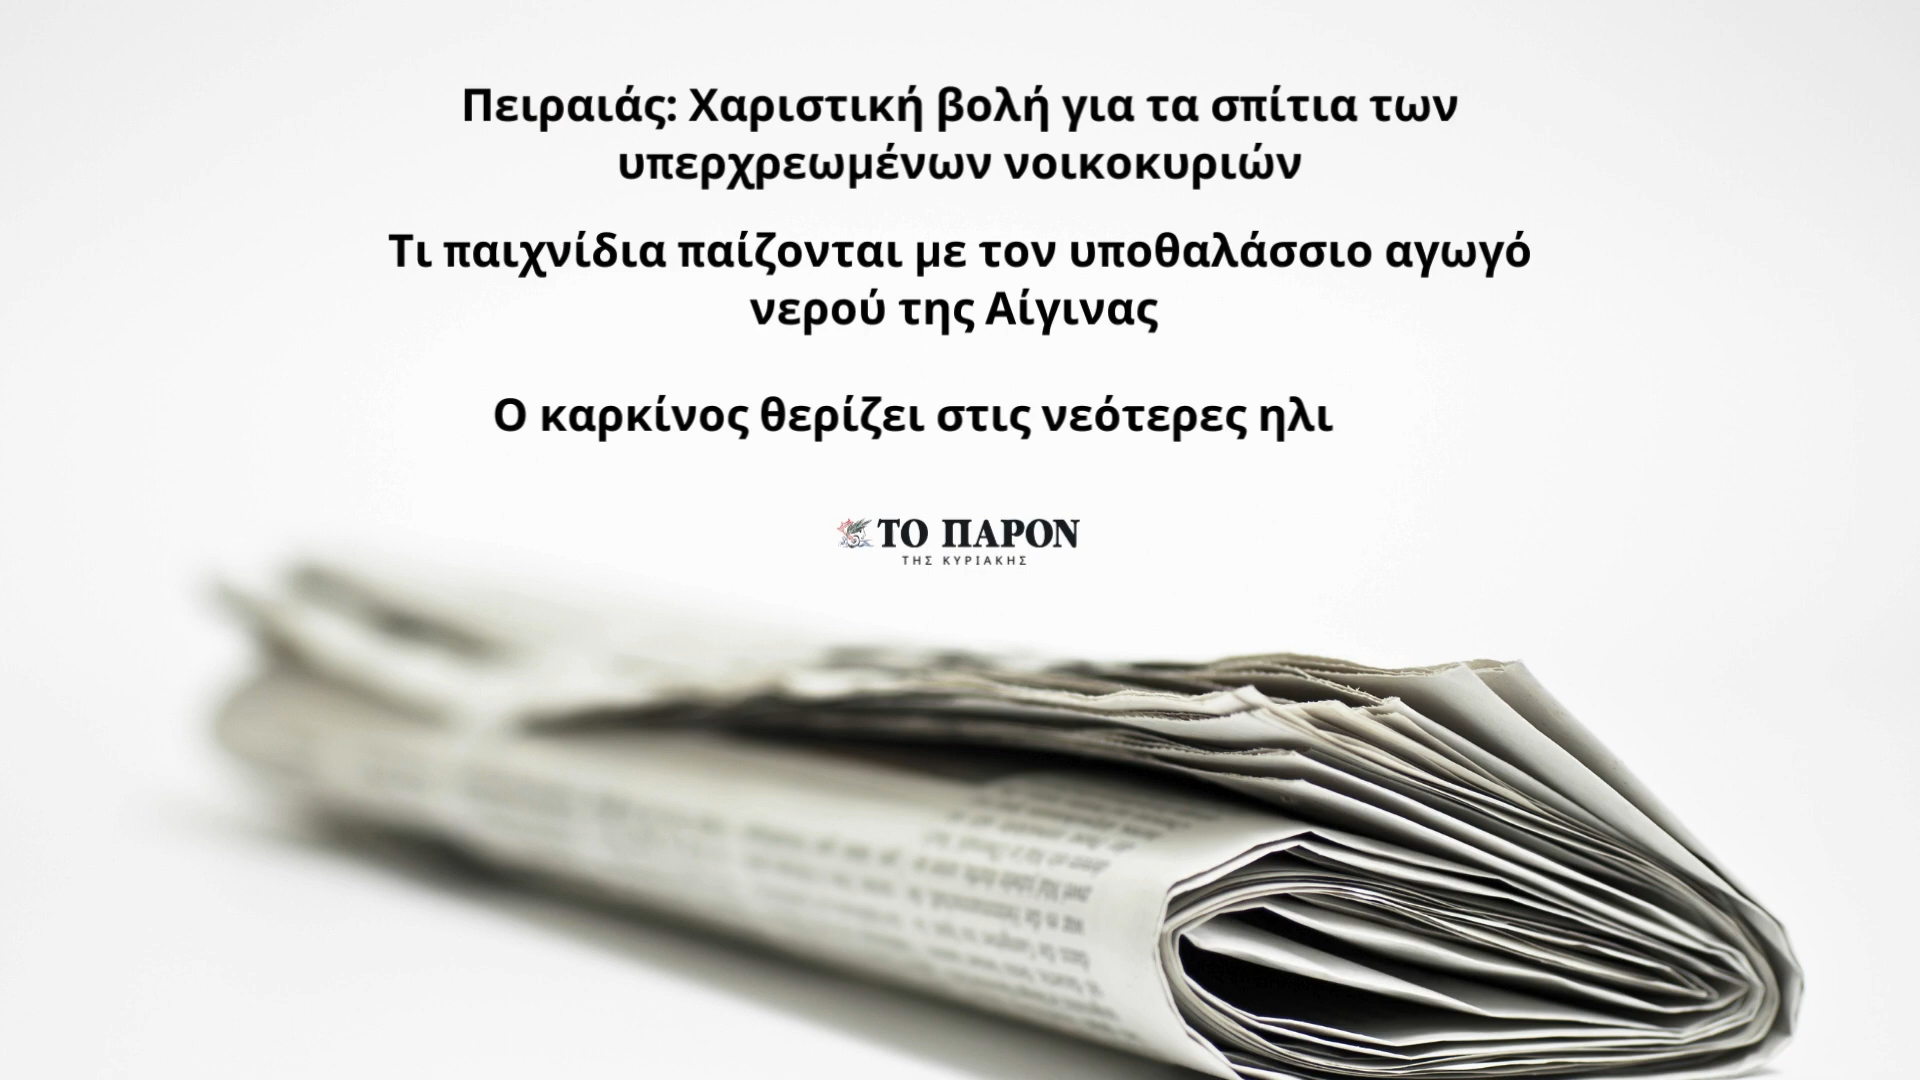 Πειραιάς: Χαριστική βολή για τα σπίτια των
υπερχρεωμένων νοικοκυριών
Τι παιχνίδια παίζονται με τον υποθαλάσσιο αγωγό
νερού της Αίγινας
Ο καρκίνος θερίζει στις νεότερες ηλι
ΤΟ ΠΑΡΟΝ
ΤΗΣ ΚΥΡΙΑΚΗΣ